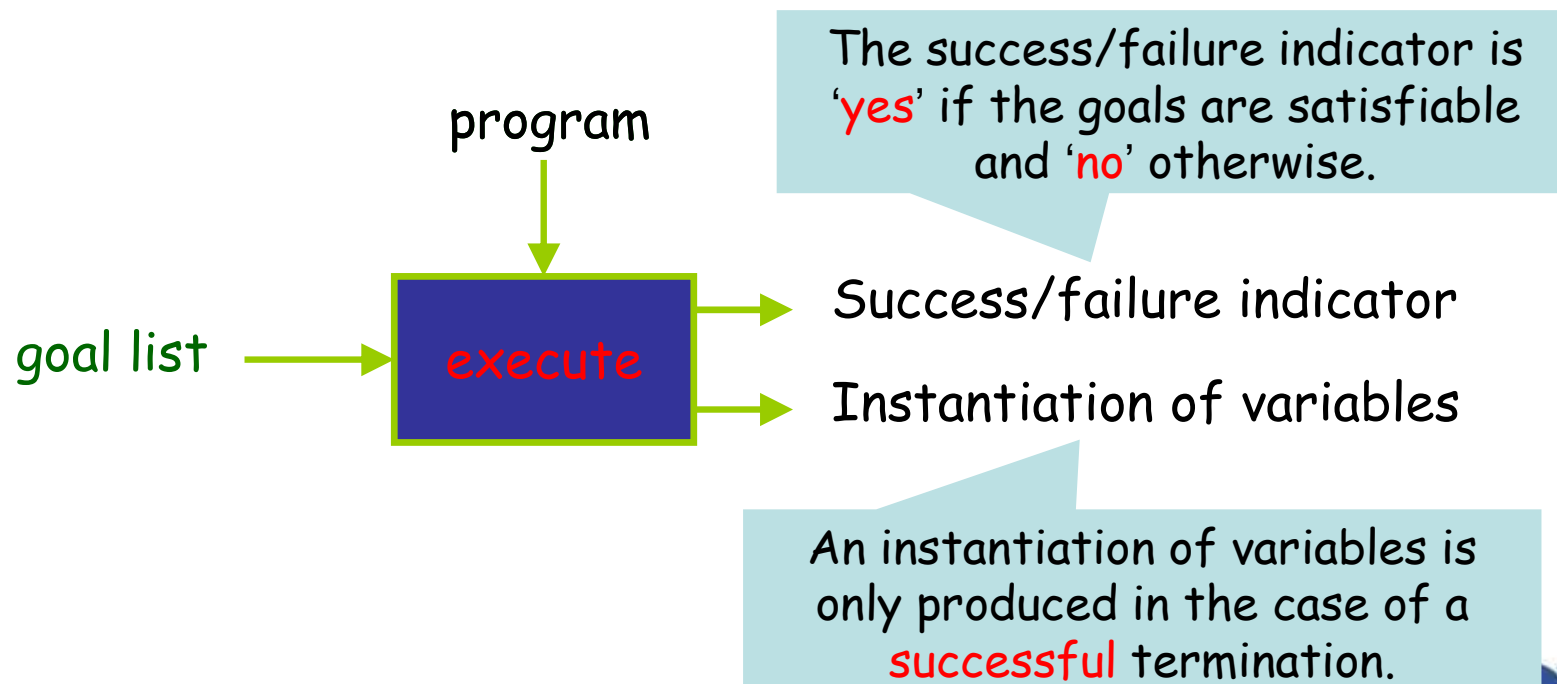 The success/failure indicator is
‘yes’ if the goals are satisfiable
and ‘no’ otherwise.
program
goal list
execute
Success/failure indicator
Instantiation of variables
An instantiation of variables is
only produced in the case of a
successful termination.